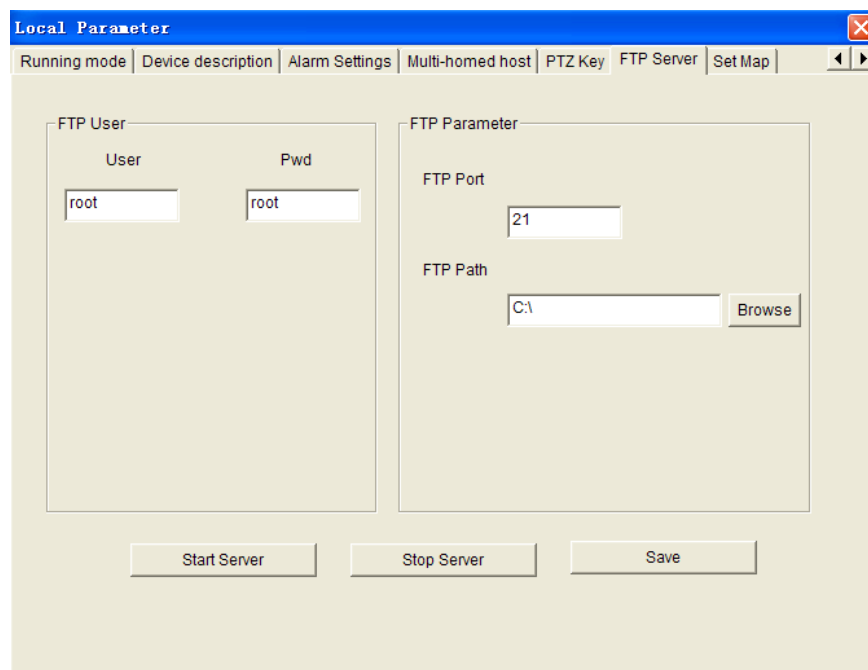 Local Parameter
Running mode Device description Alarm Settings Multi-homed host PTZ Key FTP Server Set Map
FTP User
User Pwd
root root
FTP Parameter
FTP Port
21
FTP Path
C:\ Browse
Start Server Stop Server Save